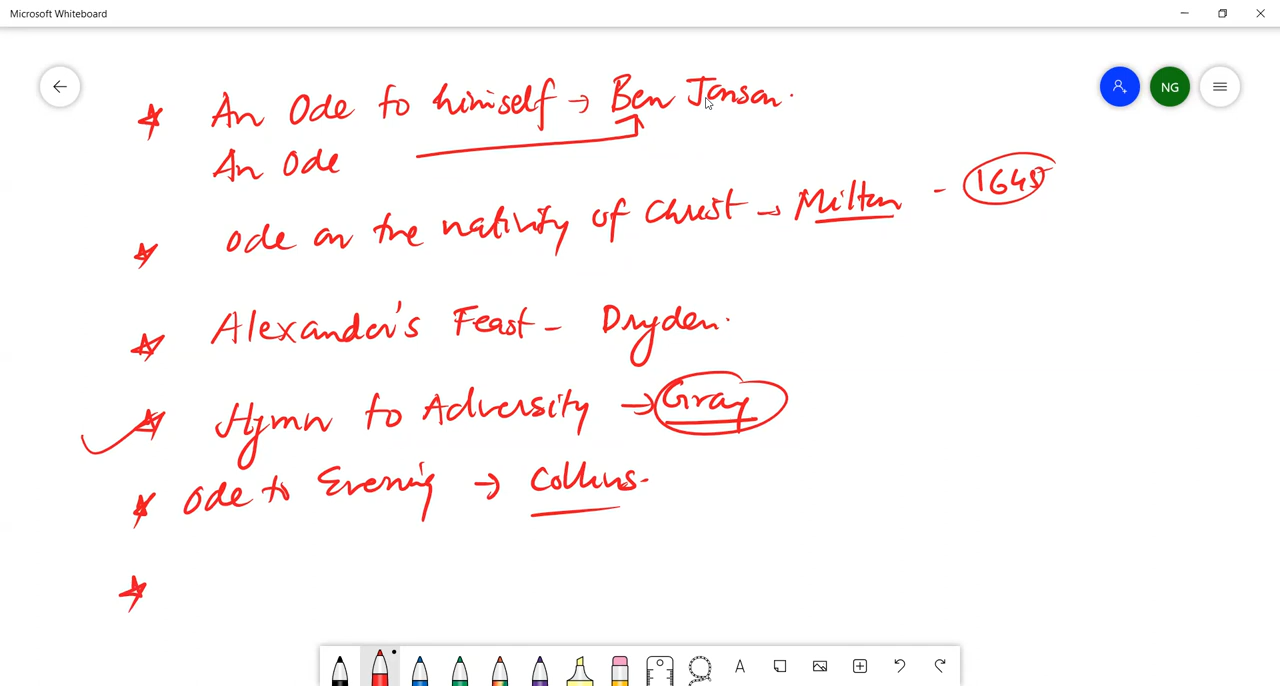 Microsoft Whiteboard
NG
An Ode to himself → Ben Jonson.
An Ode
Ode on the nativity of Christ → Milton - 1645
Alexander's Feast - Dryden.
Hymn to Adversity → Gray
Ode to Evening → Collins.
A